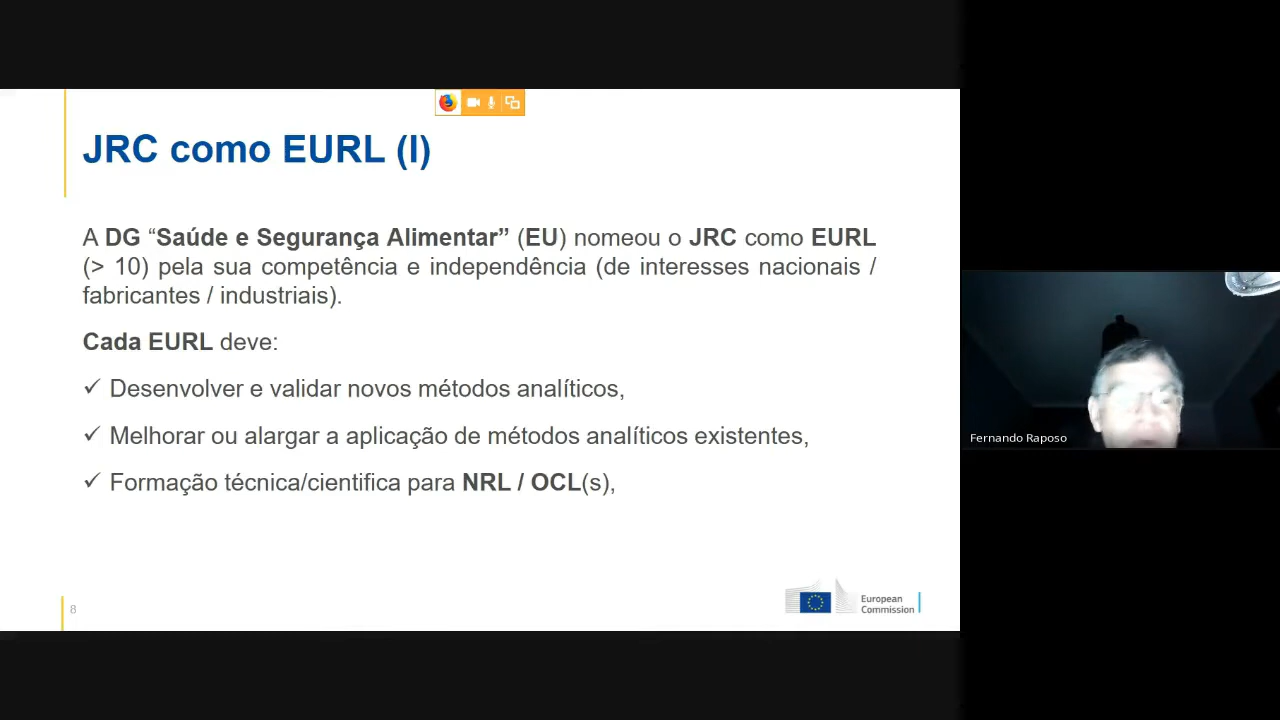 JRC como EURL (I)
A DG “Saúde e Segurança Alimentar” (EU) nomeou o JRC como EURL
(> 10) pela sua competência e independência (de interesses nacionais /
fabricantes / industriais).
Cada EURL deve:
✓ Desenvolver e validar novos métodos analíticos,
✓ Melhorar ou alargar a aplicação de métodos analíticos existentes,
✓ Formação técnica/cientifica para NRL / OCL(s),
8
European
Commission
Fernando Raposo